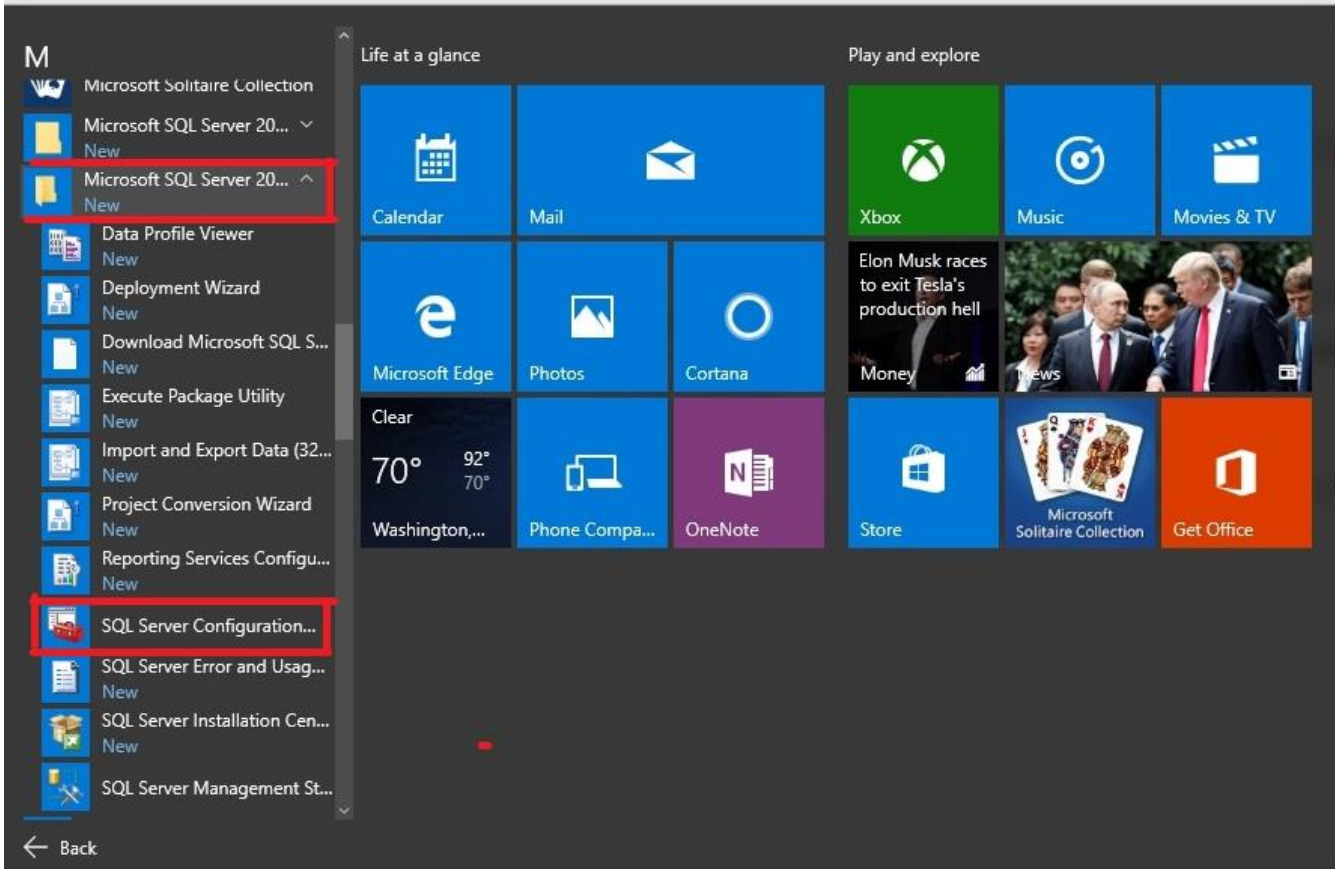 M
Microsoft Solitaire Collection
Microsoft SQL Server 20...
New
Microsoft SQL Server 20...
New
Data Profile Viewer
New
Deployment Wizard
New
Download Microsoft SQL S...
New
Execute Package Utility
New
Import and Export Data (32...
New
Project Conversion Wizard
New
Reporting Services Configu...
New
SQL Server Configuration...
SQL Server Error and Usag...
New
SQL Server Installation Cen...
New
SQL Server Management St...
Back
Life at a glance
Calendar
Mail
Microsoft Edge
Photos
Cortana
Clear
70° 92°
70°
Washington,...
Phone Compa...
OneNote
Play and explore
Xbox
Music
Movies & TV
Elon Musk races
to exit Tesla's
production hell
Money
News
Store
Microsoft
Solitaire Collection
Get Office